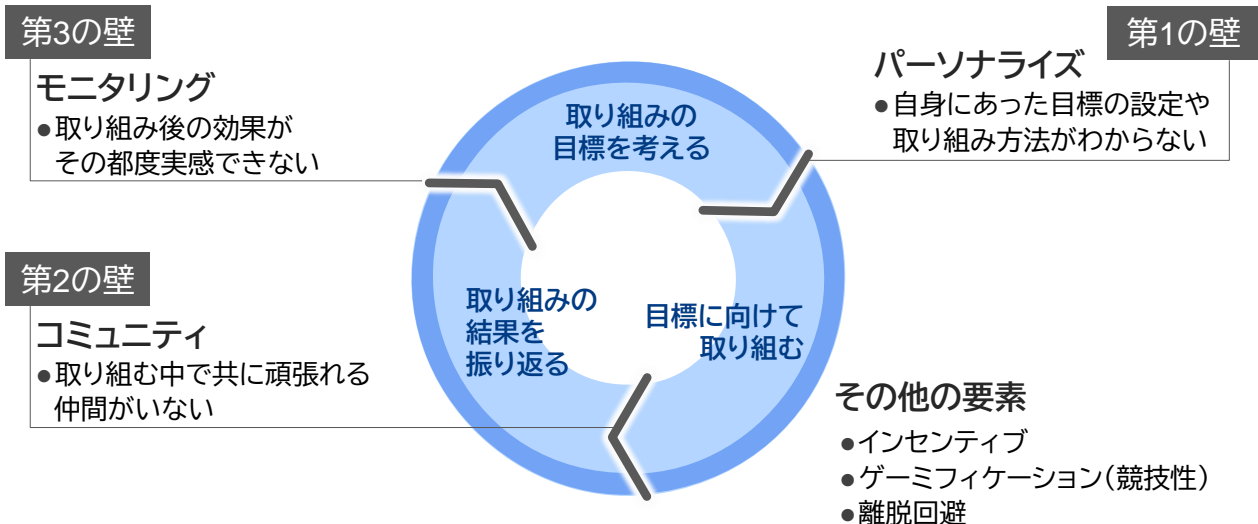 第3の壁
モニタリング
●取り組み後の効果が
その都度実感できない
第1の壁
パーソナライズ
●自身にあった目標の設定や
取り組み方法がわからない
取り組みの
目標を考える
第2の壁
コミュニティ
●取り組む中で共に頑張れる
仲間がいない
取り組みの
結果を
振り返る
目標に向けて
取り組む
その他の要素
●インセンティブ
●ゲーミフィケーション(競技性)
●離脱回避